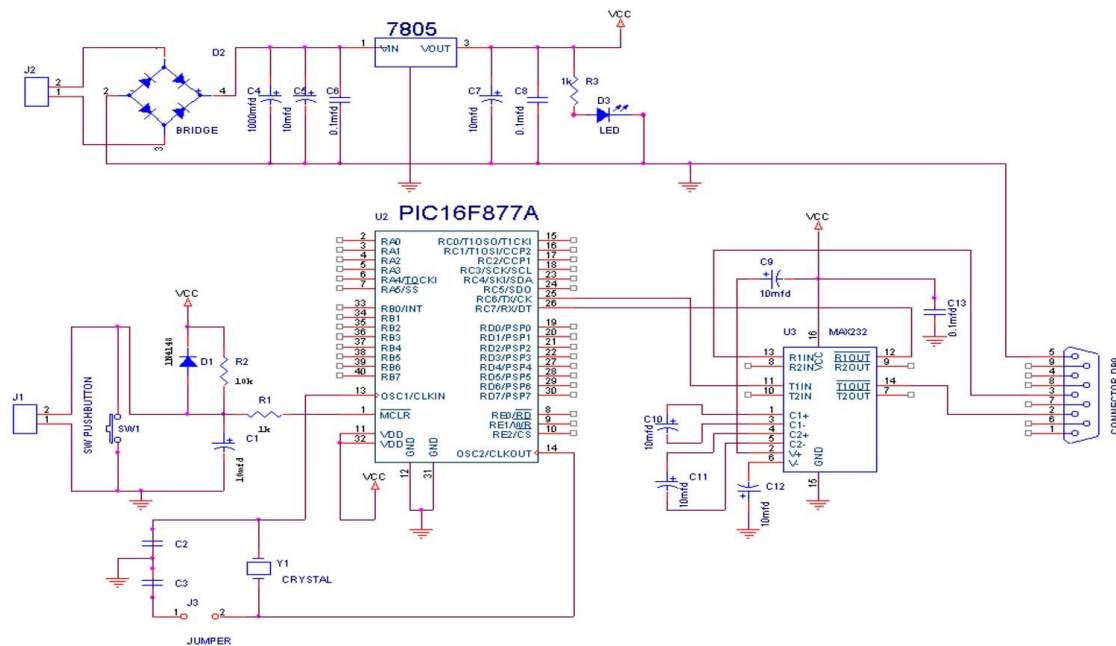 VCC
7805
D2
J2
2
1
1 VIN VOUT 3
2
4
- +
BRIDGE
3
C4
1000mfd
C5
10mfd
C6
0.1mfd
C7
10mfd
C8
0.1mfd
1k R3
D3
LED
U2 PIC16F877A
2 RA0
3 RA1
4 RA2
5 RA3
6 RA4/TOCKI
7 RA5/SS
33 RB0/INT
34 RB1
35 RB2
36 RB3
37 RB4
38 RB5
39 RB6
40 RB7
13 OSC1/CLKIN
1 MCLR
11 VDD
32 VDD
GND GND
12 31
RC0/T1OSO/T1CKI 15
RC1/T1OSI/CCP2 16
RC2/CCP1 17
RC3/SCK/SCL 18
RC4/SKI/SDA 23
RC5/SDO 24
RC6/TX/CK 25
RC7/RX/DT 26
RD0/PSP0 19
RD1/PSP1 20
RD2/PSP2 21
RD3/PSP3 22
RD4/PSP4 27
RD5/PSP5 28
RD6/PSP6 29
RD7/PSP7 30
RE0/RD 8
RE1/WR 9
RE2/CS 10
OSC2/CLKOUT 14
VCC
1N4148
D1
R2
10k
R1
1k
J1
2
1
SW PUSHBUTTON
SW1
C1
10mfd
VCC
C2
C3
Y1
CRYSTAL
J3
1 2
JUMPER
VCC
C9
10mfd
C13
0.1mfd
U3 MAX232
16
VCC
13 R1IN R1OUT 12
8 R2IN R2OUT 9
11 T1IN T1OUT 14
10 T2IN T2OUT 7
1 C1+
3 C1-
4 C2+
5 C2-
2 V+
6 V-
GND
15
C10
10mfd
C11
10mfd
C12
10mfd
5
9
4
8
3
7
2
6
1
CONNECTOR DB9